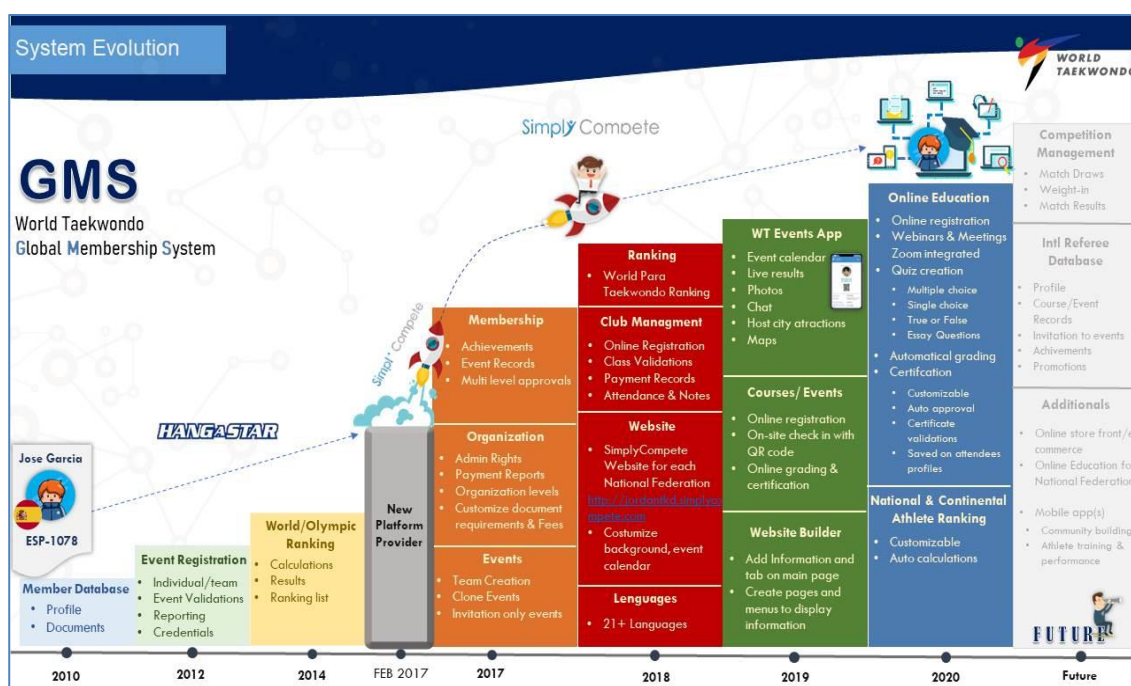 System Evolution
WORLD
TAEKWONDO
GMS
World Taekwondo
Global Membership System
HANGASTAR
Simply Compete
Simply Compete
Jose Garcia
ESP-1078
Member Database
• Profile
• Documents
Event Registration
• Individual/team
• Event Validations
• Reporting
• Credentials
World/Olympic
Ranking
• Calculations
• Results
• Ranking list
New
Platform
Provider
Membership
• Achievements
• Event Records
• Multi level approvals
Organization
• Admin Rights
• Payment Reports
• Organization levels
• Customize document
requirements & Fees
Events
• Team Creation
• Clone Events
• Invitation only events
Ranking
• World Para
Taekwondo Ranking
Club Managment
• Online Registration
• Class Validations
• Payment Records
• Attendance & Notes
Website
• SimplyCompete
Website for each
National Federation
https://jordantkd.simplyco
mpete.com
• Costumize
background, event
calendar
Lenguages
• 21+ Languages
WT Events App
• Event calendar
• Live results
• Photos
• Chat
• Host city atractions
• Maps
Courses/ Events
• Online registration
• On-site check in with
QR code
• Online grading &
certification
Website Builder
• Add Information and
tab on main page
• Create pages and
menus to display
information
Online Education
• Online registration
• Webinars & Meetings
Zoom integrated
• Quiz creation
• Multiple choice
• Single choice
• True or False
• Essay Questions
• Automatical grading
• Certifcation
• Customizable
• Auto approval
• Certificate
validations
• Saved on attendees
profiles
National & Continental
Athlete Ranking
• Customizable
• Auto calculations
Competition
Management
• Match Draws
• Weight-in
• Match Results
Intl Referee
Database
• Profile
• Course/Event
Records
• Invitation to events
• Achivements
• Promotions
Additionals
• Online store front/e
commerce
• Online Education fo
National Federation
• Mobile app(s)
• Community building
• Athlete training &
performance
FUTURE
2010
2012
2014
FEB 2017
2017
2018
2019
2020
Future